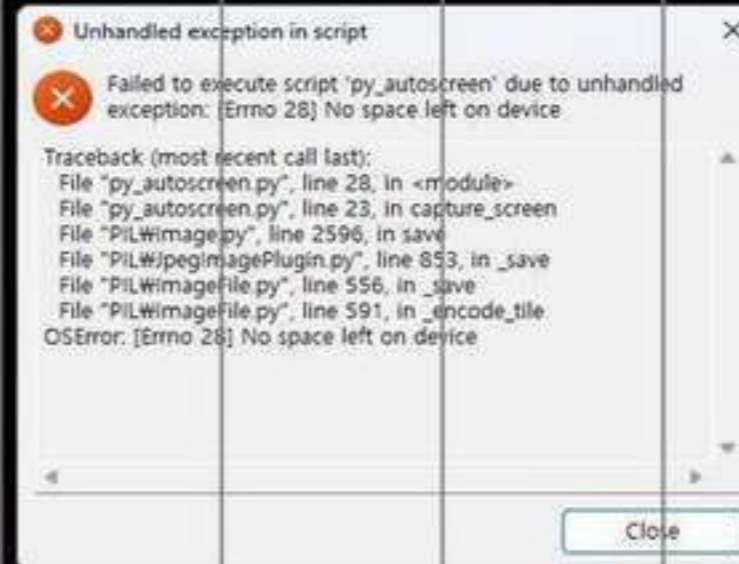 Unhandled exception in script
Failed to execute script 'py_autoscreen' due to unhandled
exception: [Errno 28] No space left on device
Traceback (most recent call last):
File "py_autoscreen.py", line 28, in <module>
File "py_autoscreen.py", line 23, in capture_screen
File "PIL₩Image.py", line 2596, in save
File "PIL₩JpegImagePlugin.py", line 853, in _save
File "PIL₩ImageFile.py", line 556, in _save
File "PIL₩ImageFile.py", line 591, in _encode_tile
OSError: [Errno 28] No space left on device
Close